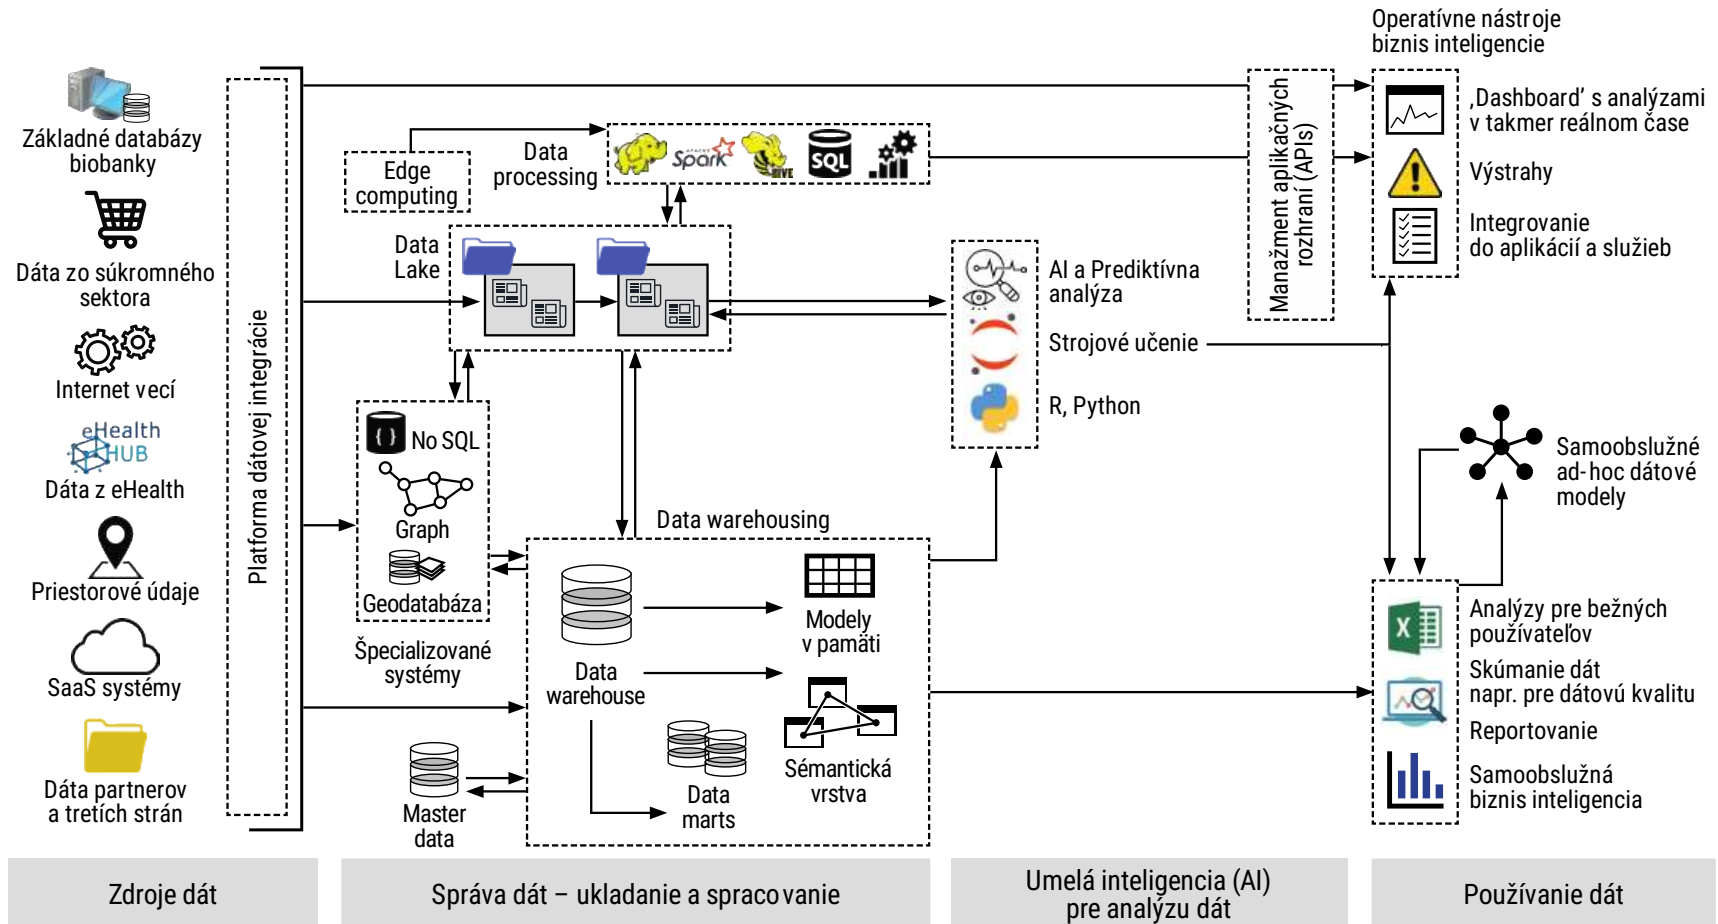 Základné databázy
biobanky
Dáta zo súkromného
sektora
Internet vecí
eHealth
HUB
Dáta z eHealth
Priestorové údaje
SaaS systémy
Dáta partnerov
a tretích strán
Platforma dátovej integrácie
Edge
computing
Data
processing
APACHE
Spark
HIVE
SQL
Data
Lake
{ } No SQL
Graph
Geodatabáza
Špecializované
systémy
Master
data
Data warehousing
Data
warehouse
Modely
v pamäti
Sémantická
vrstva
Data
marts
AI a Prediktívna
analýza
Strojové učenie
R, Python
Manažment aplikačných
rozhraní (APIs)
Operatívne nástroje
biznis inteligencie
‚Dashboard’ s analýzami
v takmer reálnom čase
Výstrahy
Integrovanie
do aplikácií a služieb
Samoobslužné
ad-hoc dátové
modely
X
Analýzy pre bežných
používateľov
Skúmanie dát
napr. pre dátovú kvalitu
Reportovanie
Samoobslužná
biznis inteligencia
Zdroje dát
Správa dát – ukladanie a spracovanie
Umelá inteligencia (AI)
pre analýzu dát
Používanie dát